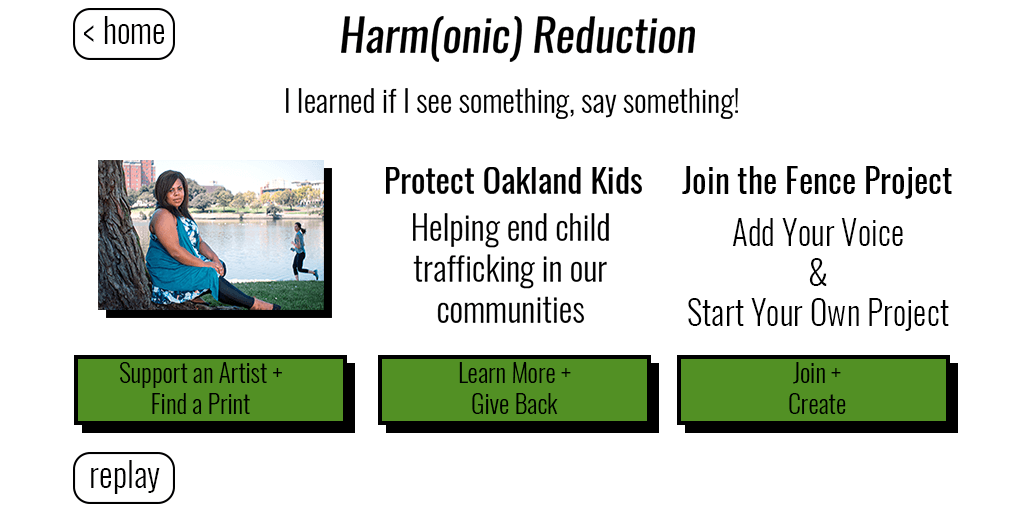 < home
Harm(onic) Reduction
I learned if I see something, say something!
Protect Oakland Kids
Helping end child
trafficking in our
communities
Join the Fence Project
Add Your Voice
&
Start Your Own Project
Support an Artist +
Find a Print
Learn More +
Give Back
Join +
Create
replay